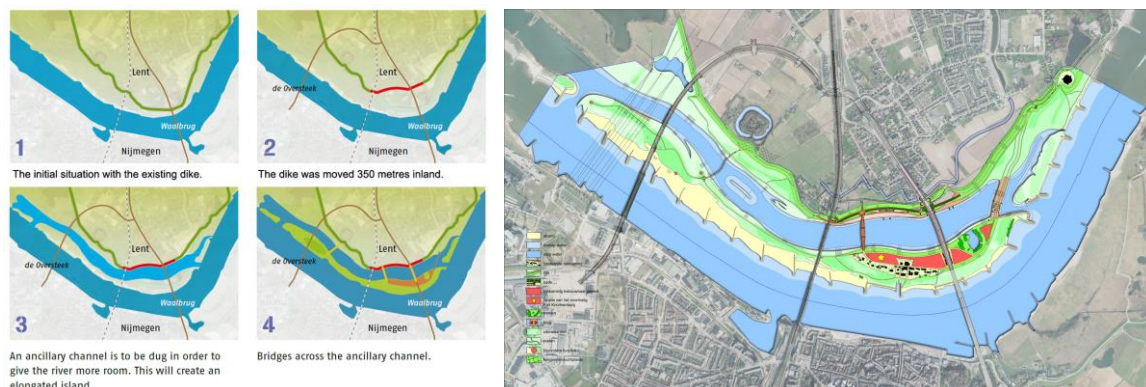 Lent
Waalbrug
Nijmegen
1
The initial situation with the existing dike.
Lent
de Oversteek
Waalbrug
Nijmegen
2
The dike was moved 350 metres inland.
Lent
de Oversteek
Waalbrug
Nijmegen
3
An ancillary channel is to be dug in order to
give the river more room. This will create an
elongated island
Lent
de Oversteek
Waalbrug
Nijmegen
4
Bridges across the ancillary channel.